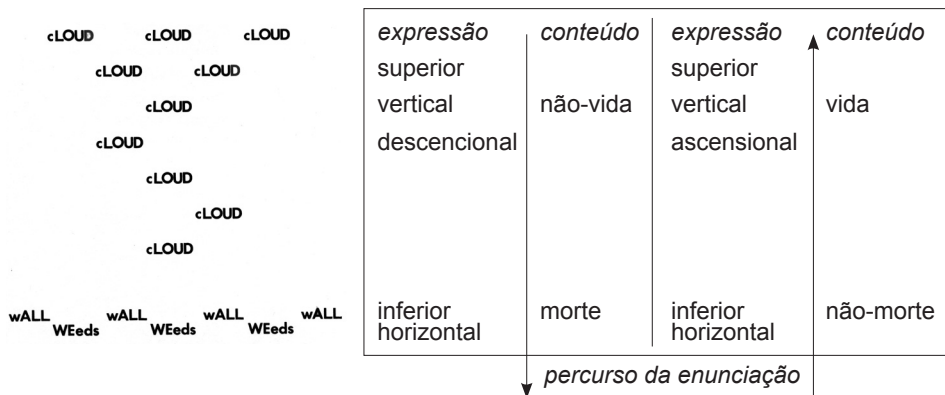 cLOUD cLOUD cLOUD
cLOUD cLOUD
cLOUD
cLOUD
cLOUD
cLOUD
cLOUD
wALL wALL wALL wALL
WEeds WEeds WEeds
expressão conteúdo expressão conteúdo
superior superior
vertical não-vida vertical vida
descencional ascensional
inferior morte inferior não-morte
horizontal horizontal
percurso da enunciação